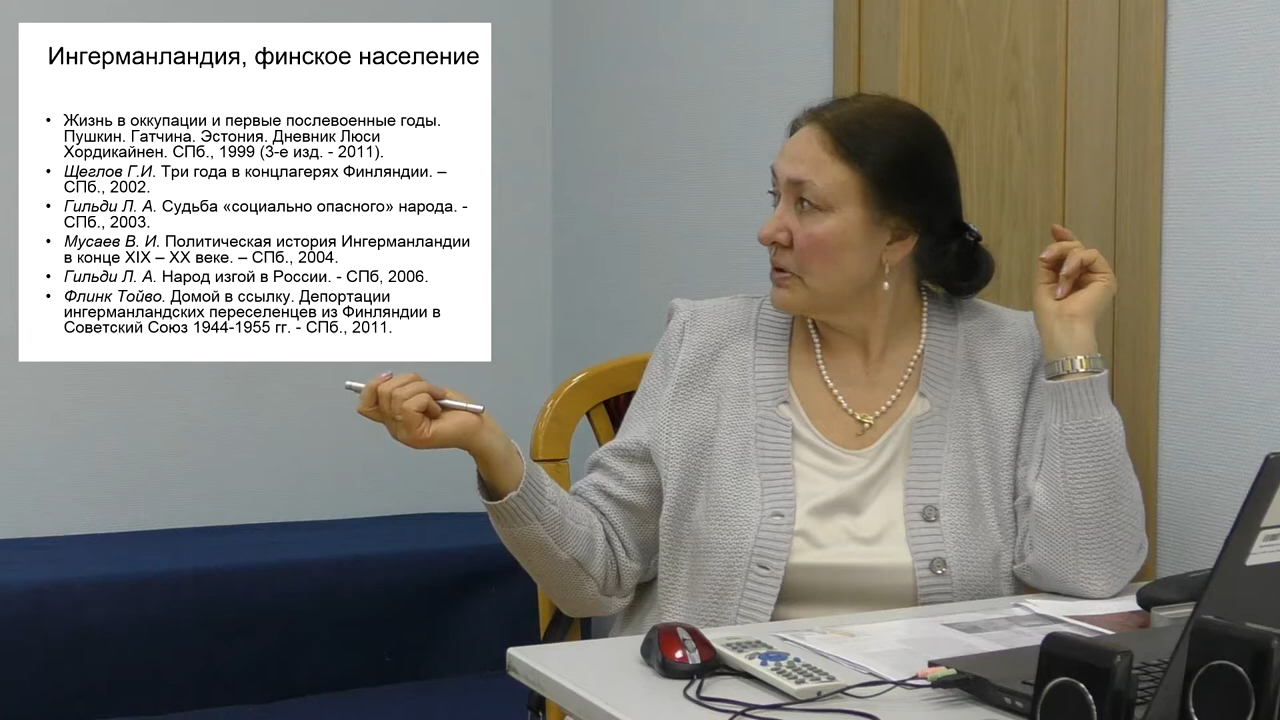 Ингерманландия, финское население
• Жизнь в оккупации и первые послевоенные годы.
Пушкин. Гатчина. Эстония. Дневник Люси
Хордикайнен. СПб., 1999 (3-е изд. - 2011).
• Щеглов Г.И. Три года в концлагерях Финляндии. –
СПб., 2002.
• Гильди Л. А. Судьба «социально опасного» народа. -
СПб., 2003.
• Мусаев В. И. Политическая история Ингерманландии
в конце XIX – XX веке. – СПб., 2004.
• Гильди Л. А. Народ изгой в России. - СПб, 2006.
• Флинк Тойво. Домой в ссылку. Депортации
ингерманландских переселенцев из Финляндии в
Советский Союз 1944-1955 гг. - СПб., 2011.